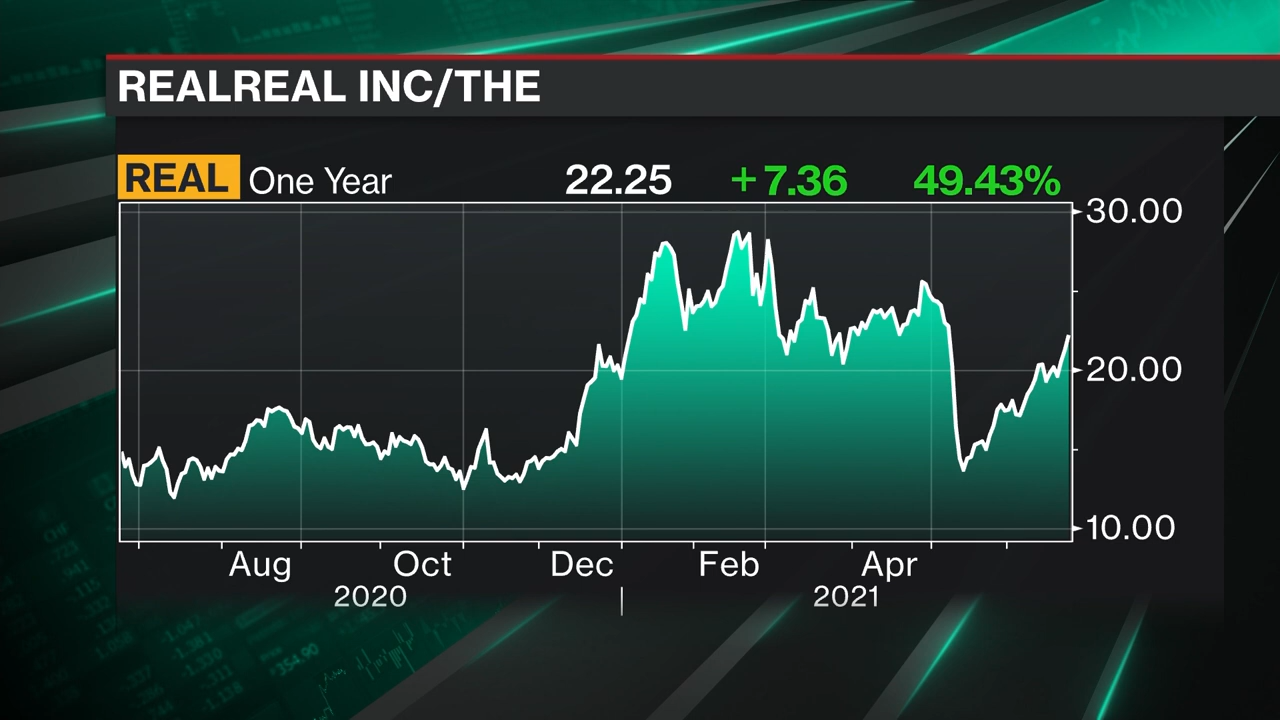 REALREAL INC/THE
REAL One Year 22.25 +7.36 49.43%
30.00
20.00
10.00
Aug Oct Dec Feb Apr
2020 | 2021